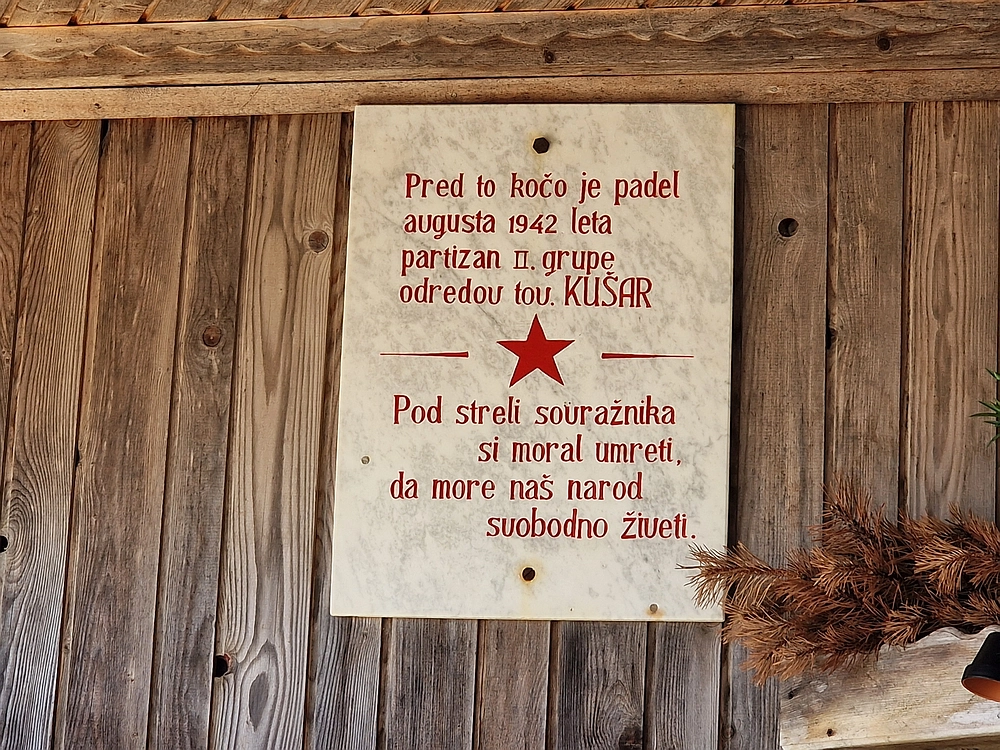 Pred to kočo je padel
augusta 1942 leta
partizan II. grupe
odredov tov. KUŠAR
Pod streli sovražnika
si moral umreti,
da more naš narod
svobodno živeti.